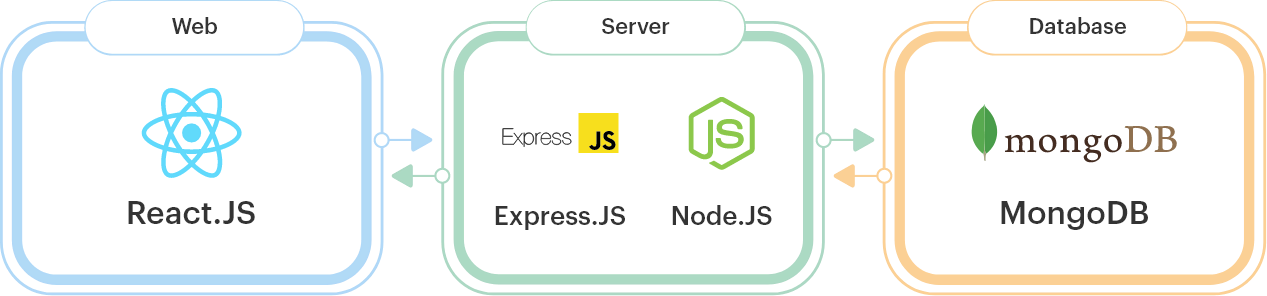 Web
Server
Database
React.JS
Express JS
Express.JS
JS
Node.JS
mongoDB
MongoDB